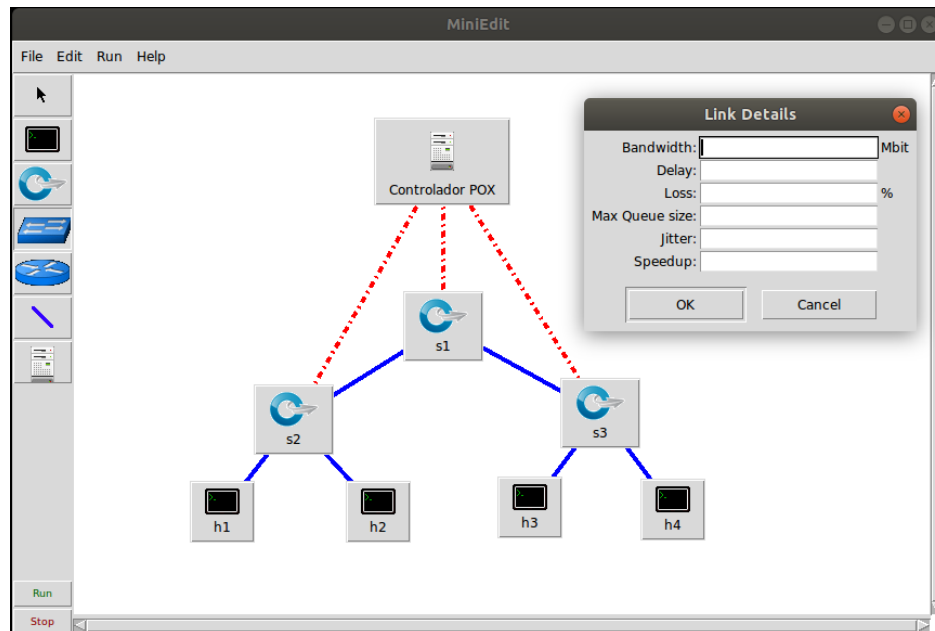 MiniEdit
File Edit Run Help
Controlador POX
s1
s2
s3
h1
h2
h3
h4
Link Details
Bandwidth: Mbit
Delay:
Loss: %
Max Queue size:
Jitter:
Speedup:
OK Cancel
Run
Stop